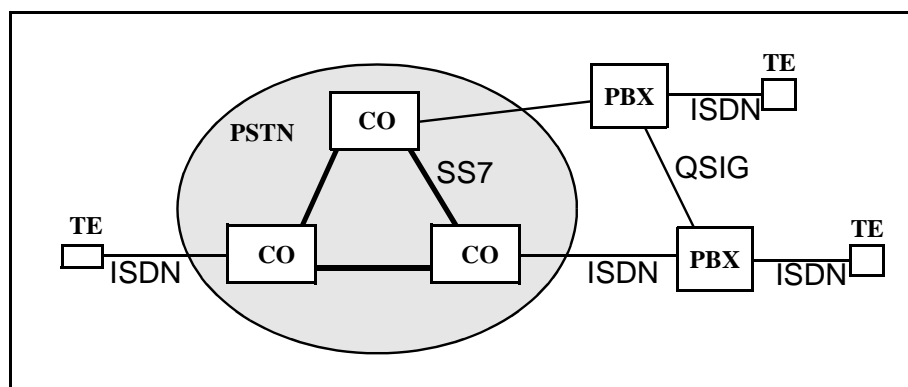 TE
PBX
ISDN
CO
PSTN
SS7
QSIG
TE
ISDN
CO
CO
ISDN
PBX
ISDN
TE